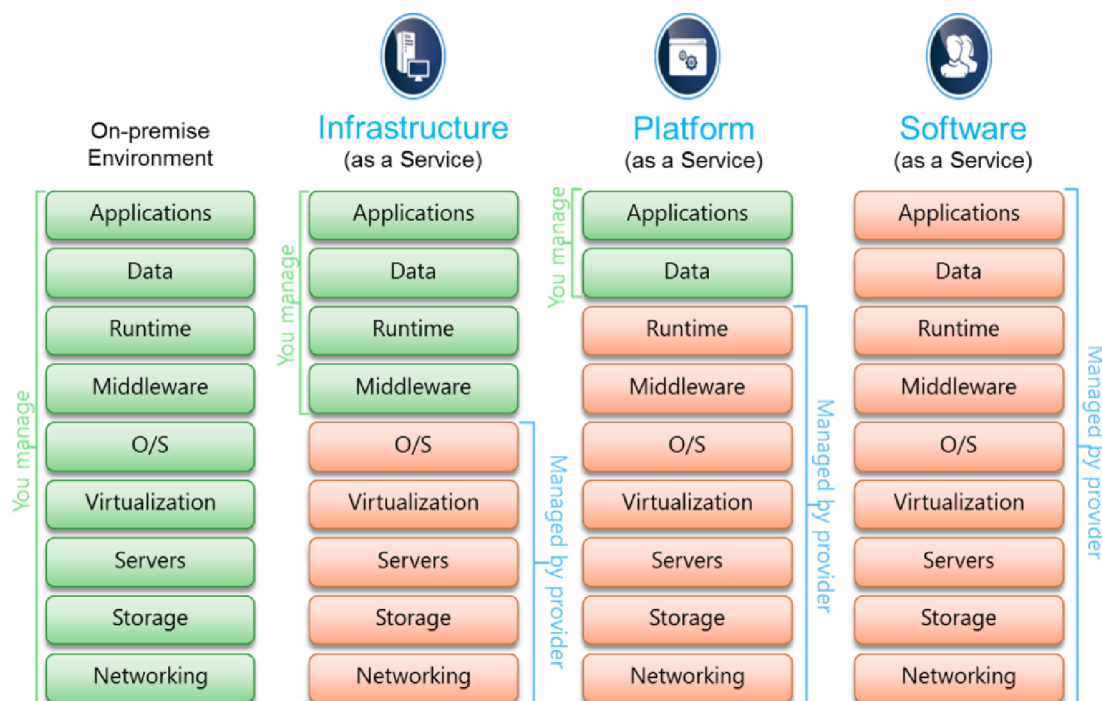 On-premise
Environment
Applications
Data
Runtime
Middleware
O/S
Virtualization
Servers
Storage
Networking
You manage
Infrastructure
(as a Service)
Applications
Data
Runtime
Middleware
O/S
Virtualization
Servers
Storage
Networking
You manage
Managed by provider
Platform
(as a Service)
Applications
Data
Runtime
Middleware
O/S
Virtualization
Servers
Storage
Networking
You manage
Managed by provider
Software
(as a Service)
Applications
Data
Runtime
Middleware
O/S
Virtualization
Servers
Storage
Networking
Managed by provider